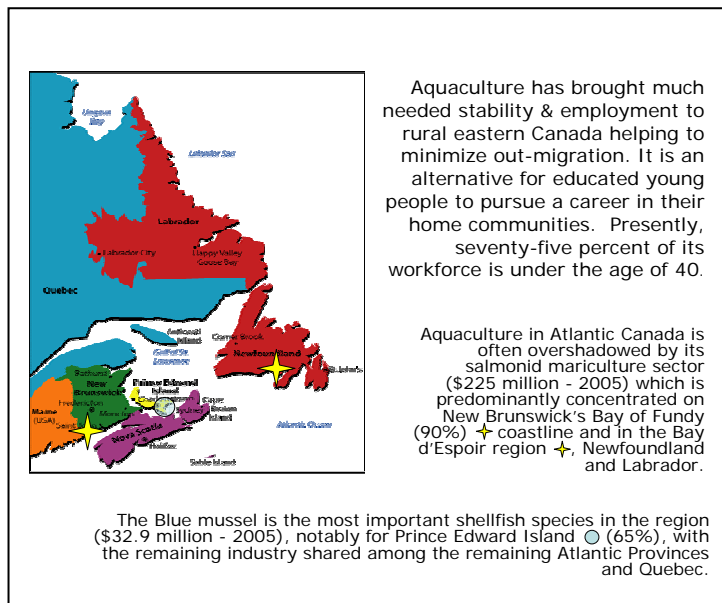 Aquaculture has brought much
needed stability & employment to
rural eastern Canada helping to
minimize out-migration. It is an
alternative for educated young
people to pursue a career in their
home communities. Presently,
seventy-five percent of its
workforce is under the age of 40.
Aquaculture in Atlantic Canada is
often overshadowed by its
salmonid mariculture sector
($225 million - 2005) which is
predominantly concentrated on
New Brunswick's Bay of Fundy
(90%) coastline and in the Bay
d'Espoir region , Newfoundland
and Labrador.
The Blue mussel is the most important shellfish species in the region
($32.9 million - 2005), notably for Prince Edward Island (65%), with
the remaining industry shared among the remaining Atlantic Provinces
and Quebec.
Ungava
Bay
Labrador Sea
Labrador
Labrador City
Happy Valley
Goose Bay
Quebec
Anticosti
Island
Corner Brook
Gulf of St.
Lawrence
Newfoundland
St. John's
Bathurst
New
Brunswick
Prince Edward
Island
Fredericton
Moncton
Sydney
Cape
Breton
Island
Maine
(USA)
Saint
Nova Scotia
Halifax
Atlantic Ocean
Sable Island